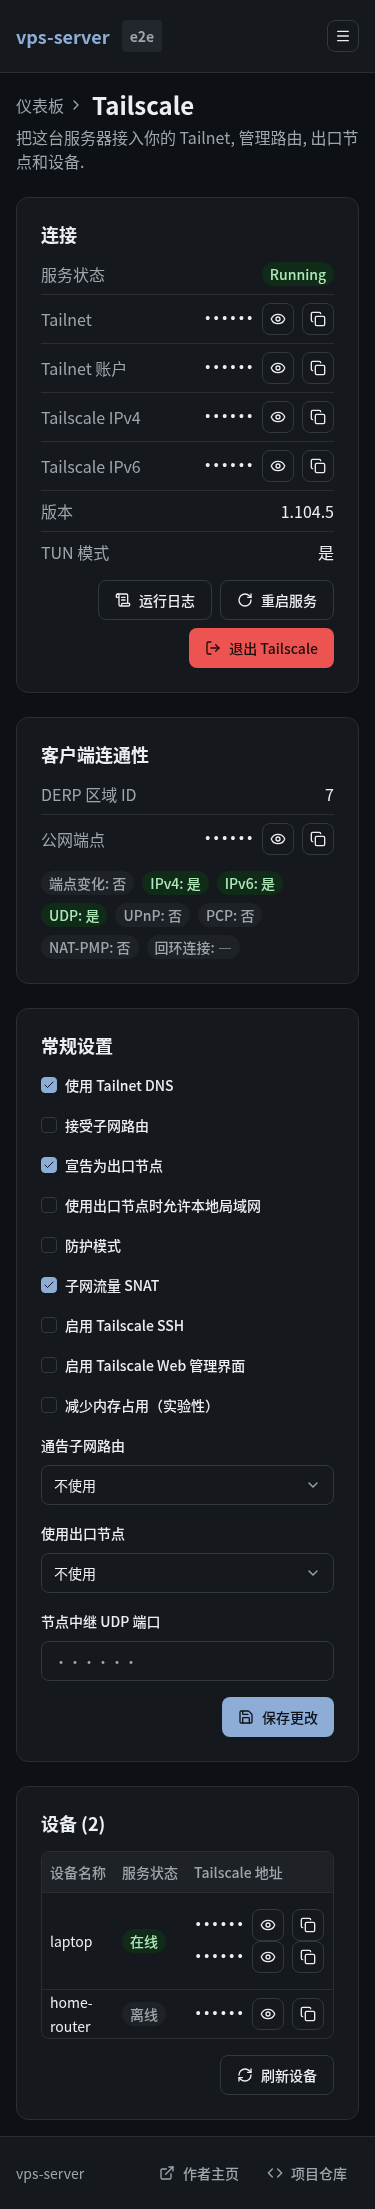 vps-server e2e
仪表板 > Tailscale
把这台服务器接入你的 Tailnet, 管理路由, 出口节
点和设备.
连接
服务状态 Running
Tailnet ••••••
Tailnet 账户 ••••••
Tailscale IPv4 ••••••
Tailscale IPv6 ••••••
版本 1.104.5
TUN 模式 是
运行日志 重启服务
退出 Tailscale
客户端连通性
DERP 区域 ID 7
公网端点 ••••••
端点变化: 否 IPv4: 是 IPv6: 是
UDP: 是 UPnP: 否 PCP: 否
NAT-PMP: 否 回环连接: —
常规设置
使用 Tailnet DNS
接受子网路由
宣告为出口节点
使用出口节点时允许本地局域网
防护模式
子网流量 SNAT
启用 Tailscale SSH
启用 Tailscale Web 管理界面
减少内存占用（实验性）
通告子网路由
不使用
使用出口节点
不使用
节点中继 UDP 端口
••••••
保存更改
设备 (2)
设备名称 服务状态 Tailscale 地址
laptop 在线 ••••••
••••••
home-
router 离线 ••••••
刷新设备
vps-server 作者主页 项目仓库